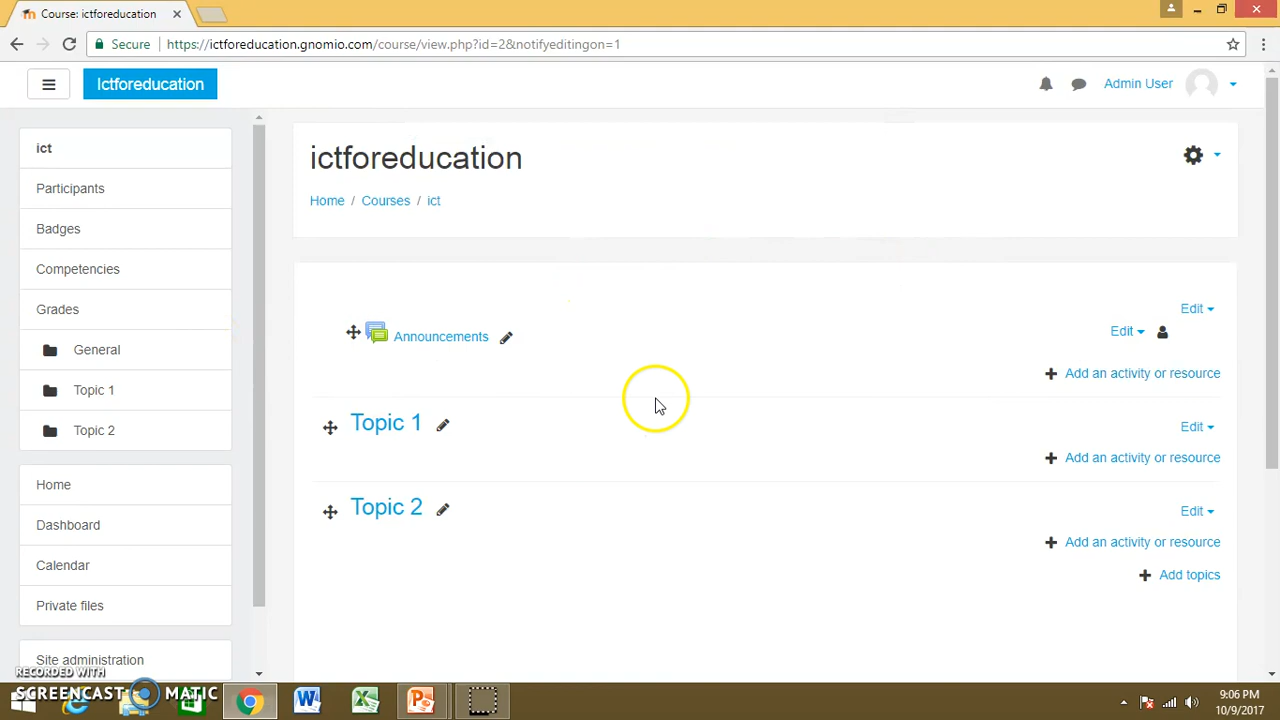 Course: ictforeducation
Secure https://ictforeducation.gnomio.com/course/view.php?id=2&notifyeditingon=1
Ictforeducation
Admin User
ict
Participants
Badges
Competencies
Grades
General
Topic 1
Topic 2
Home
Dashboard
Calendar
Private files
Site administration
ictforeducation
Home / Courses / ict
Edit
Announcements
Edit
Add an activity or resource
Topic 1
Edit
Add an activity or resource
Topic 2
Edit
Add an activity or resource
Add topics
RECORDED WITH
SCREENCAST MATIC
9:06 PM
10/9/2017